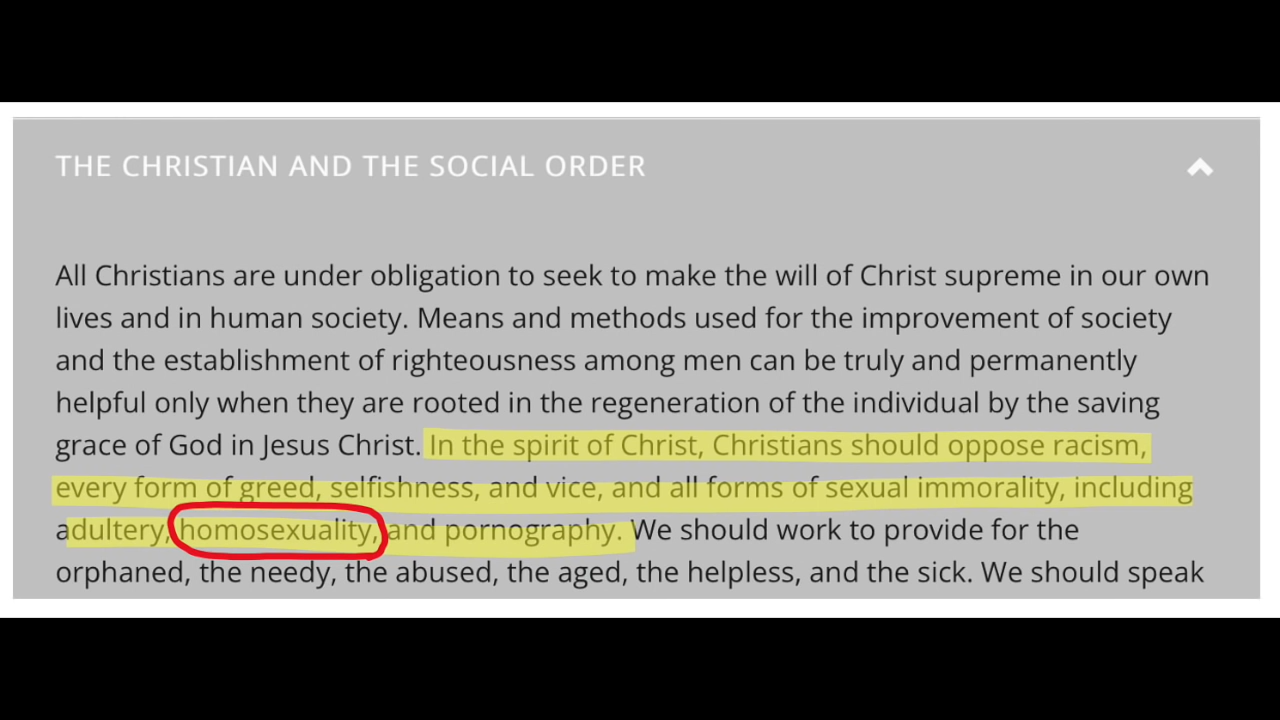 THE CHRISTIAN AND THE SOCIAL ORDER
All Christians are under obligation to seek to make the will of Christ supreme in our own
lives and in human society. Means and methods used for the improvement of society
and the establishment of righteousness among men can be truly and permanently
helpful only when they are rooted in the regeneration of the individual by the saving
grace of God in Jesus Christ. In the spirit of Christ, Christians should oppose racism,
every form of greed, selfishness, and vice, and all forms of sexual immorality, including
adultery, homosexuality, and pornography. We should work to provide for the
orphaned, the needy, the abused, the aged, the helpless, and the sick. We should speak